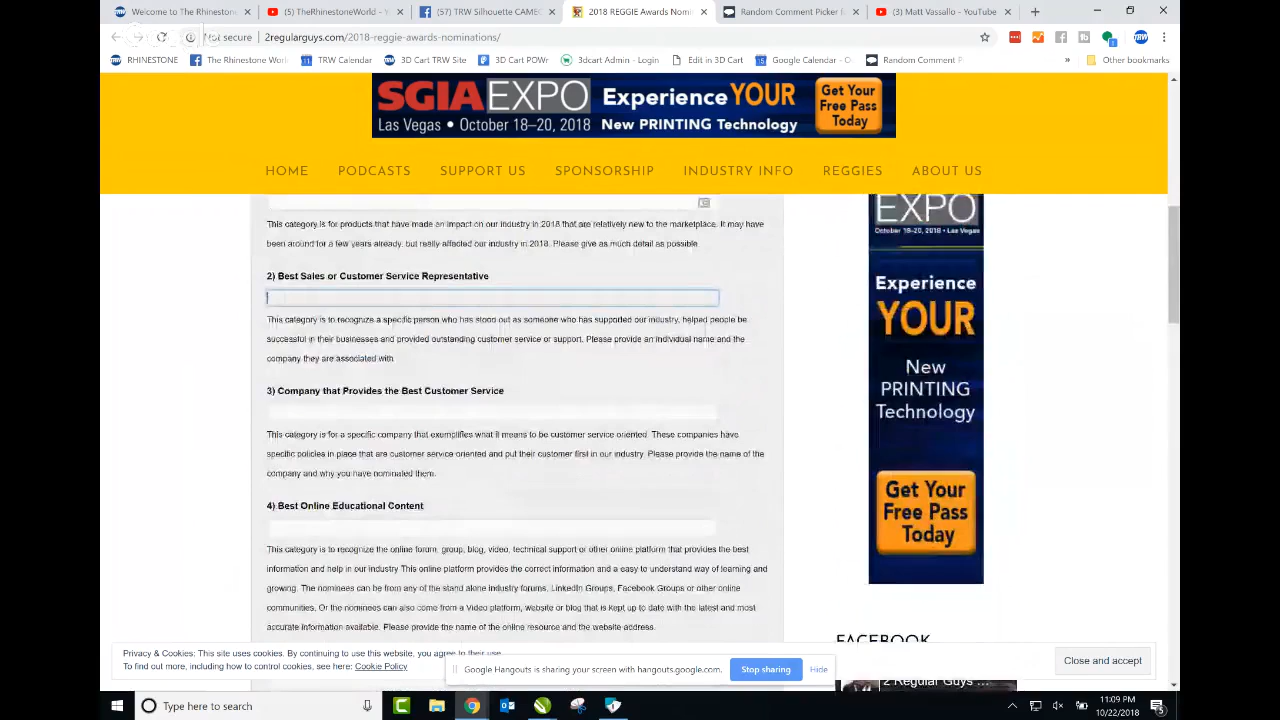 Welcome to The Rhinestone
(5) TheRhinestoneWorld - Y
(57) TRW Silhouette CAMEO
2018 REGGIE Awards Nomi
Random Comment Picker f
(3) Matt Vassallo - YouTube
Not secure
2regularguys.com/2018-reggie-awards-nominations/
RHINESTONE
The Rhinestone Worl
TRW Calendar
3D Cart TRW Site
3D Cart POWr
3dcart Admin - Login
Edit in 3D Cart
Google Calendar - O
Random Comment P
»
Other bookmarks
SGIA EXPO
Las Vegas • October 18–20, 2018
Experience YOUR
New PRINTING Technology
Get Your
Free Pass
Today
HOME
PODCASTS
SUPPORT US
SPONSORSHIP
INDUSTRY INFO
REGGIES
ABOUT US
This category is for products that have made an impact on our industry in 2018 that are relatively new to the marketplace. It may have
been around for a few years already, but really affected our industry in 2018. Please give as much detail as possible.
2) Best Sales or Customer Service Representative
This category is to recognize a specific person who has stood out as someone who has supported our industry, helped people be
successful in their businesses and provided outstanding customer service or support. Please provide an individual name and the
company they are associated with
3) Company that Provides the Best Customer Service
This category is for a specific company that exemplifies what it means to be customer service oriented. These companies have
specific policies in place that are customer service oriented and put their customer first in our industry. Please provide the name of the
company and why you have nominated them.
4) Best Online Educational Content
This category is to recognize the online forum, group, blog, video, technical support or other online platform that provides the best
information and help in our industry This online platform provides the correct information and a easy to understand way of learning and
growing. The nominees can be from any of the stand alone industry forums, LinkedIn Groups, Facebook Groups or other online
communities. Or the nominees can also come from a Video platform, website or blog that is kept up to date with the latest and most
accurate information available. Please provide the name of the online resource and the website address.
EXPO
October 18–20, 2018 • Las Vegas
Experience
YOUR
New
PRINTING
Technology
Get Your
Free Pass
Today
FACEBOOK
2 Regular Guys ...
Privacy & Cookies: This site uses cookies. By continuing to use this website, you agree to their use.
To find out more, including how to control cookies, see here: Cookie Policy
Close and accept
Google Hangouts is sharing your screen with hangouts.google.com.
Stop sharing
Hide
Type here to search
11:09 PM
10/22/2018
5